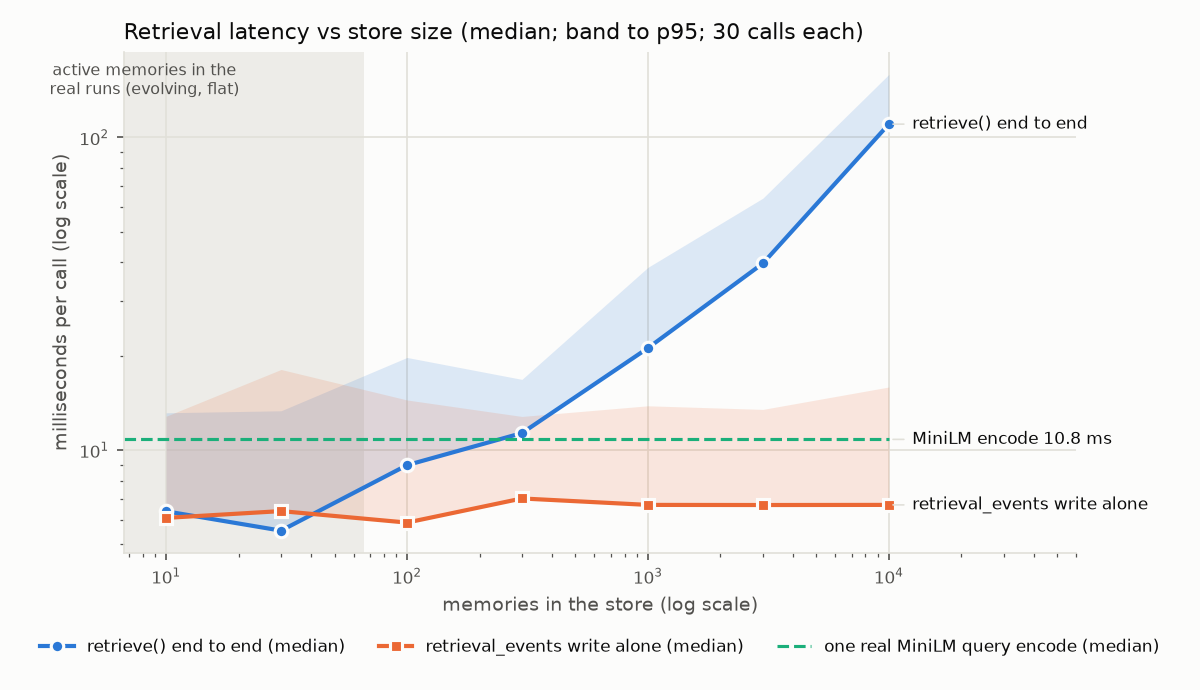 Retrieval latency vs store size (median; band to p95; 30 calls each)
active memories in the
real runs (evolving, flat)
10²
10¹
milliseconds per call (log scale)
retrieve() end to end
MiniLM encode 10.8 ms
retrieval_events write alone
10¹ 10² 10³ 10⁴
memories in the store (log scale)
retrieve() end to end (median) retrieval_events write alone (median) one real MiniLM query encode (median)